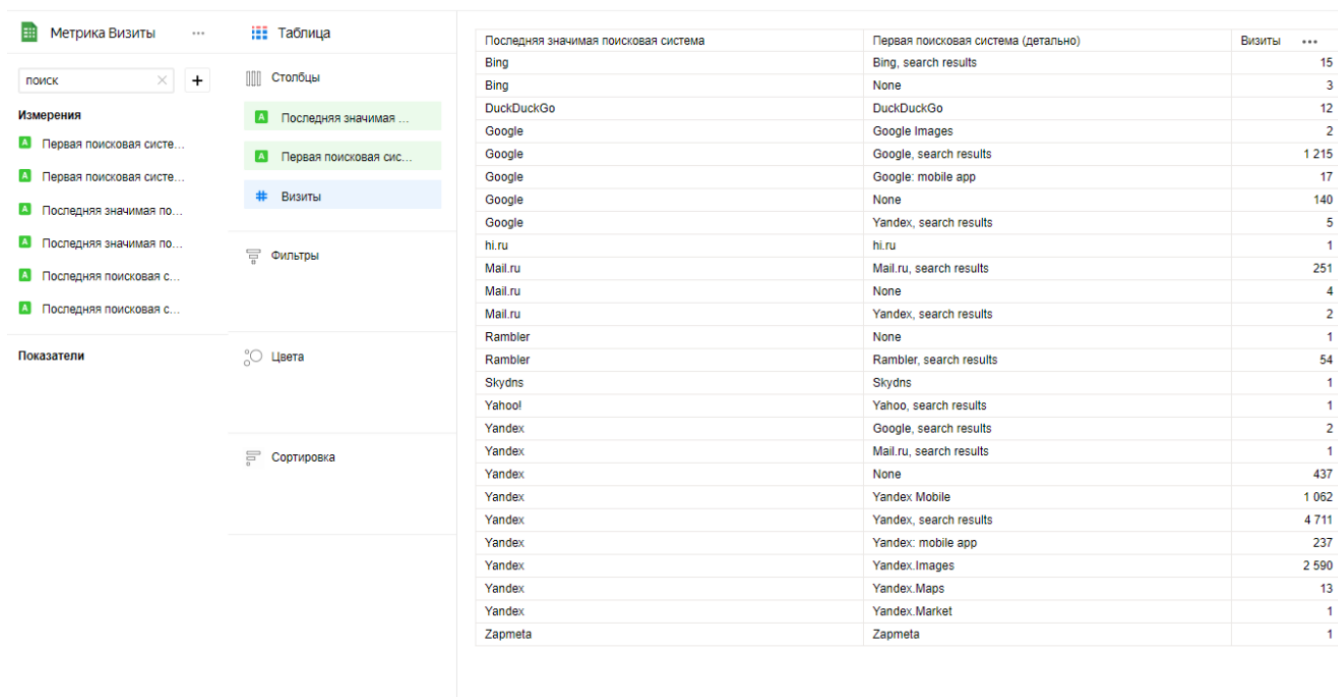 Метрика Визиты ...
поиск
Измерения
Первая поисковая систе...
Первая поисковая систе...
Последняя значимая по...
Последняя значимая по...
Последняя поисковая с...
Последняя поисковая с...
Показатели
Таблица
Столбцы
Последняя значимая ...
Первая поисковая сис...
# Визиты
Фильтры
Цвета
Сортировка
Последняя значимая поисковая система Первая поисковая система (детально) Визиты ...
Bing Bing, search results 15
Bing None 3
DuckDuckGo DuckDuckGo 12
Google Google Images 2
Google Google, search results 1 215
Google Google: mobile app 17
Google None 140
Google Yandex, search results 5
hi.ru hi.ru 1
Mail.ru Mail.ru, search results 251
Mail.ru None 4
Mail.ru Yandex, search results 2
Rambler None 1
Rambler Rambler, search results 54
Skydns Skydns 1
Yahoo! Yahoo, search results 1
Yandex Google, search results 2
Yandex Mail.ru, search results 1
Yandex None 437
Yandex Yandex Mobile 1 062
Yandex Yandex, search results 4 711
Yandex Yandex: mobile app 237
Yandex Yandex.Images 2 590
Yandex Yandex.Maps 13
Yandex Yandex.Market 1
Zapmeta Zapmeta 1